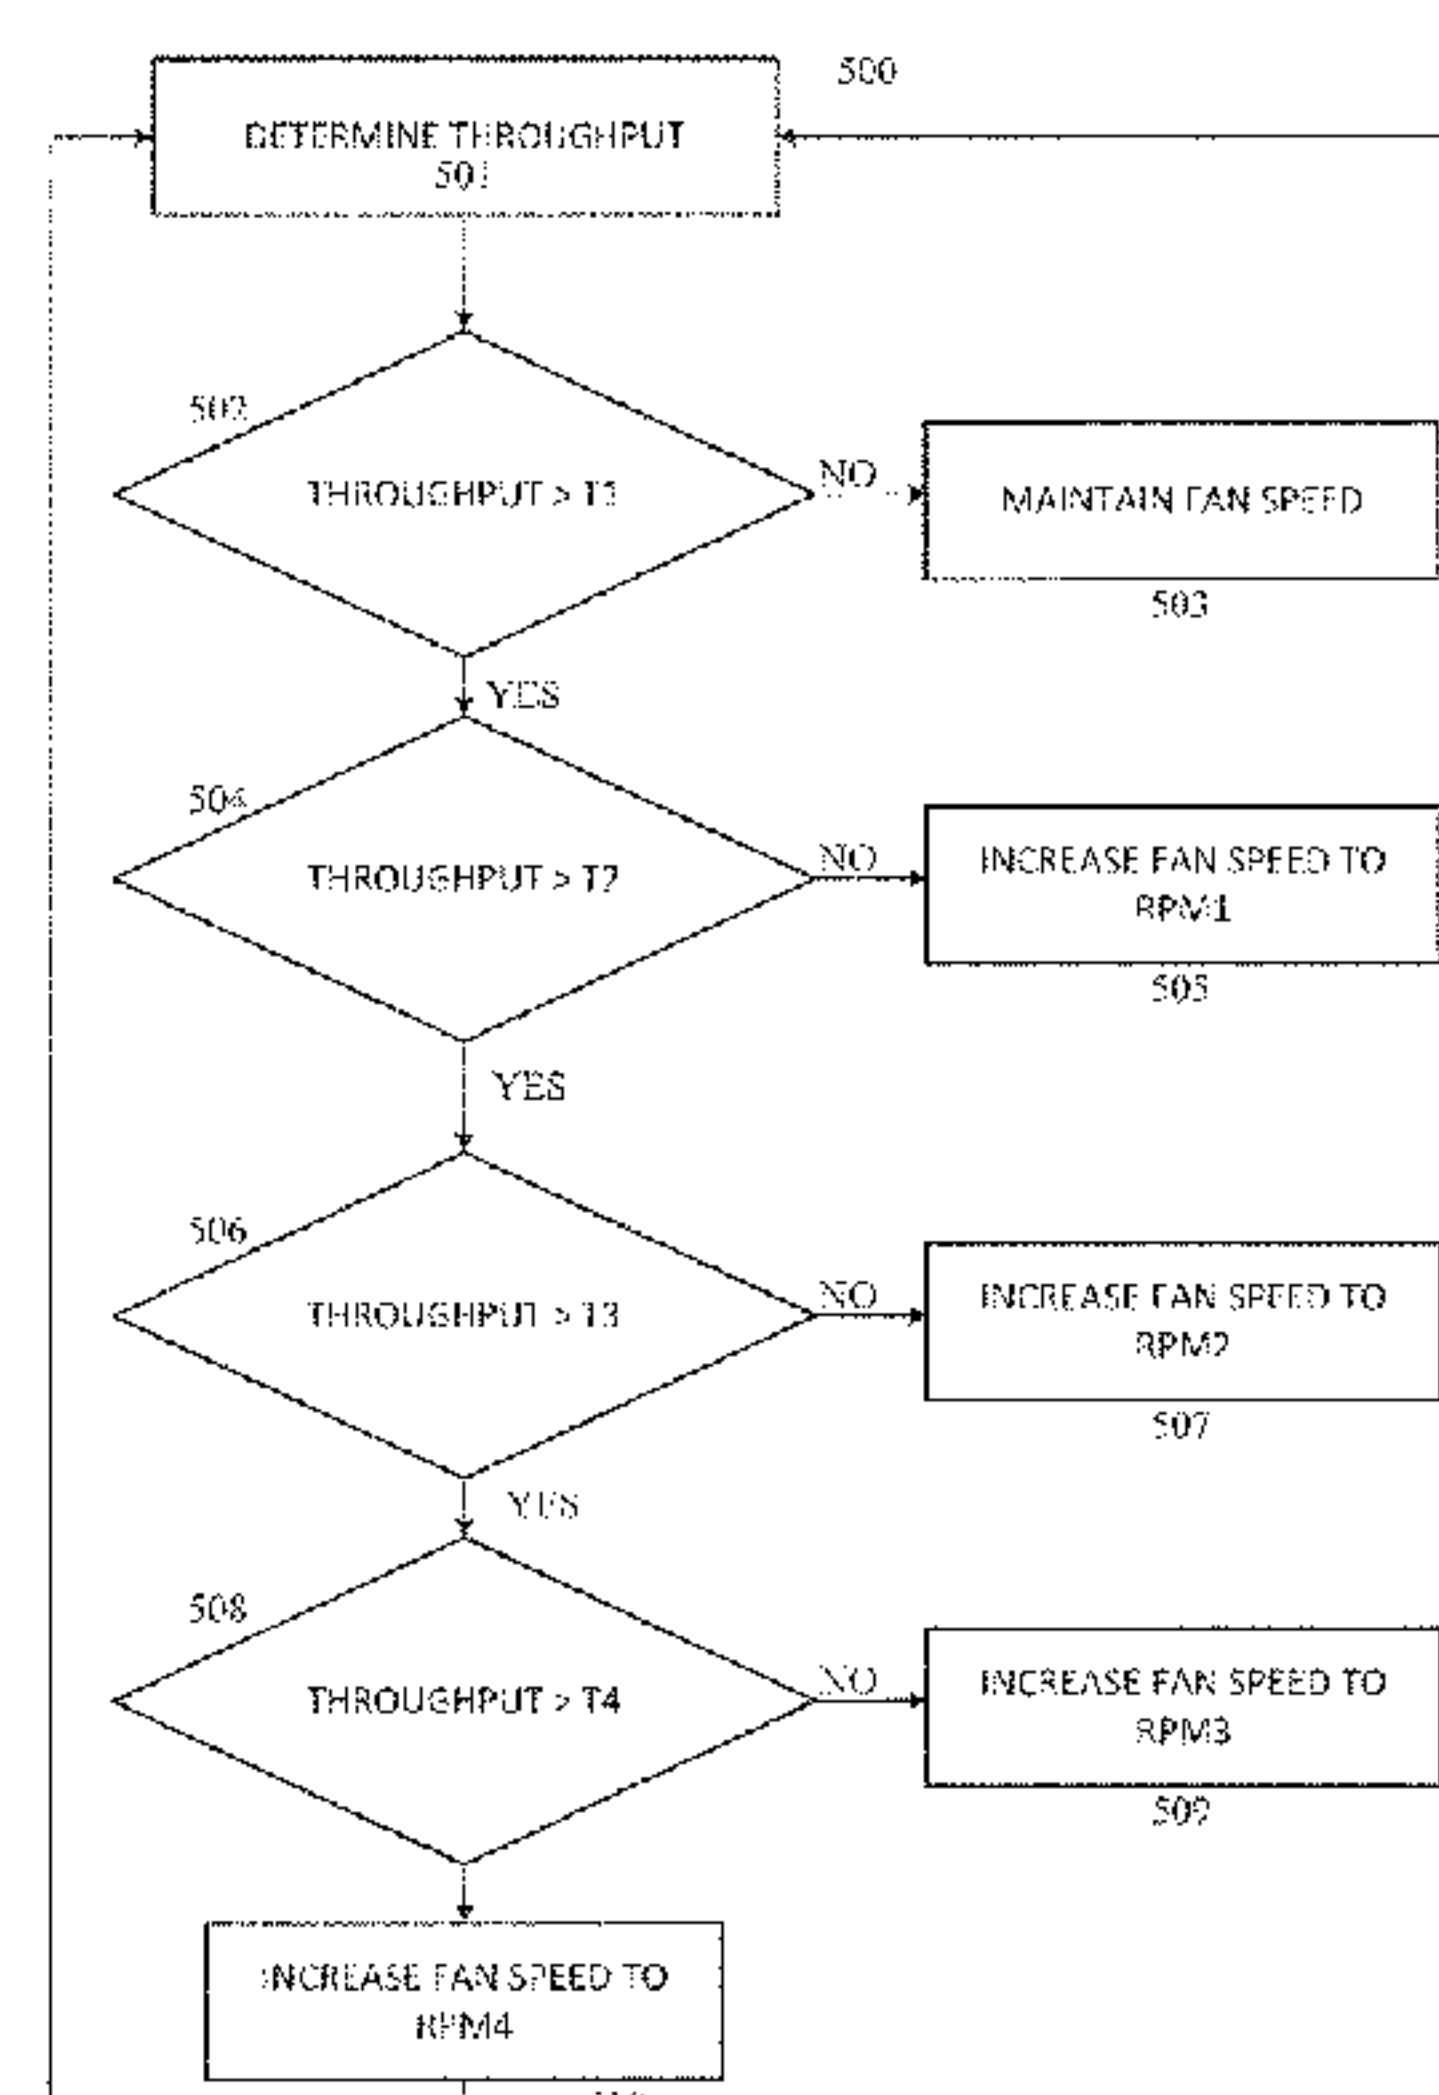 500
DETERMINE THROUGHPUT
501
502
THROUGHPUT > T1
NO
MAINTAIN FAN SPEED
503
YES
504
THROUGHPUT > T2
NO
INCREASE FAN SPEED TO
RPM1
505
YES
506
THROUGHPUT > T3
NO
INCREASE FAN SPEED TO
RPM2
507
YES
508
THROUGHPUT > T4
NO
INCREASE FAN SPEED TO
RPM3
509
INCREASE FAN SPEED TO
RPM4